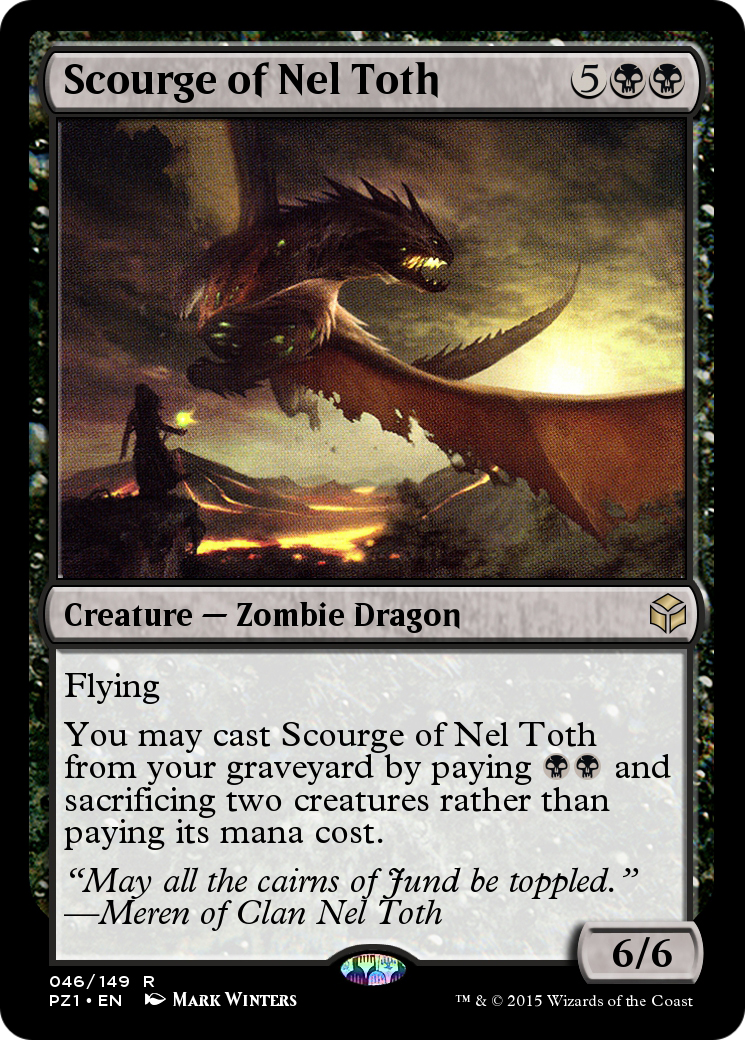 Scourge of Nel Toth 5
Creature — Zombie Dragon
Flying
You may cast Scourge of Nel Toth
from your graveyard by paying and
sacrificing two creatures rather than
paying its mana cost.
“May all the cairns of Jund be toppled.”
—Meren of Clan Nel Toth
6/6
046/149 R
PZ1 • EN Mark Winters
™ & © 2015 Wizards of the Coast